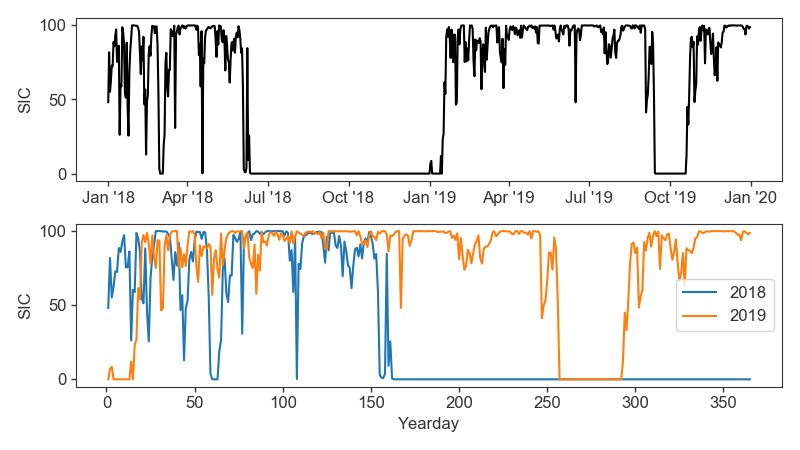 100
50
0
SIC
Jan '18
Apr '18
Jul '18
Oct '18
Jan '19
Apr '19
Jul '19
Oct '19
Jan '20
100
50
0
SIC
2018
2019
0
50
100
150
200
250
300
350
Yearday